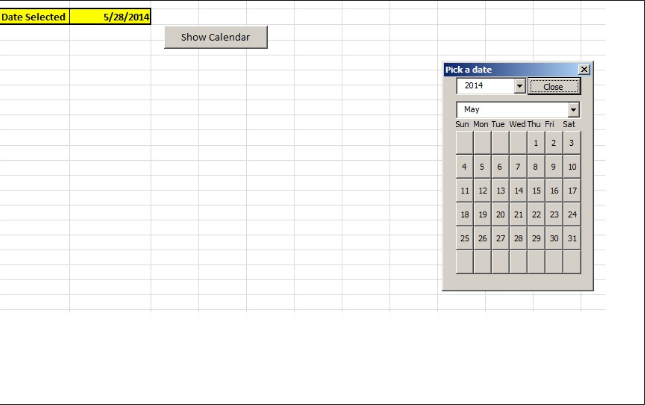 Date Selected 5/28/2014
Show Calendar
Pick a date
2014 Close
May
Sun Mon Tue Wed Thu Fri Sat
1 2 3
4 5 6 7 8 9 10
11 12 13 14 15 16 17
18 19 20 21 22 23 24
25 26 27 28 29 30 31